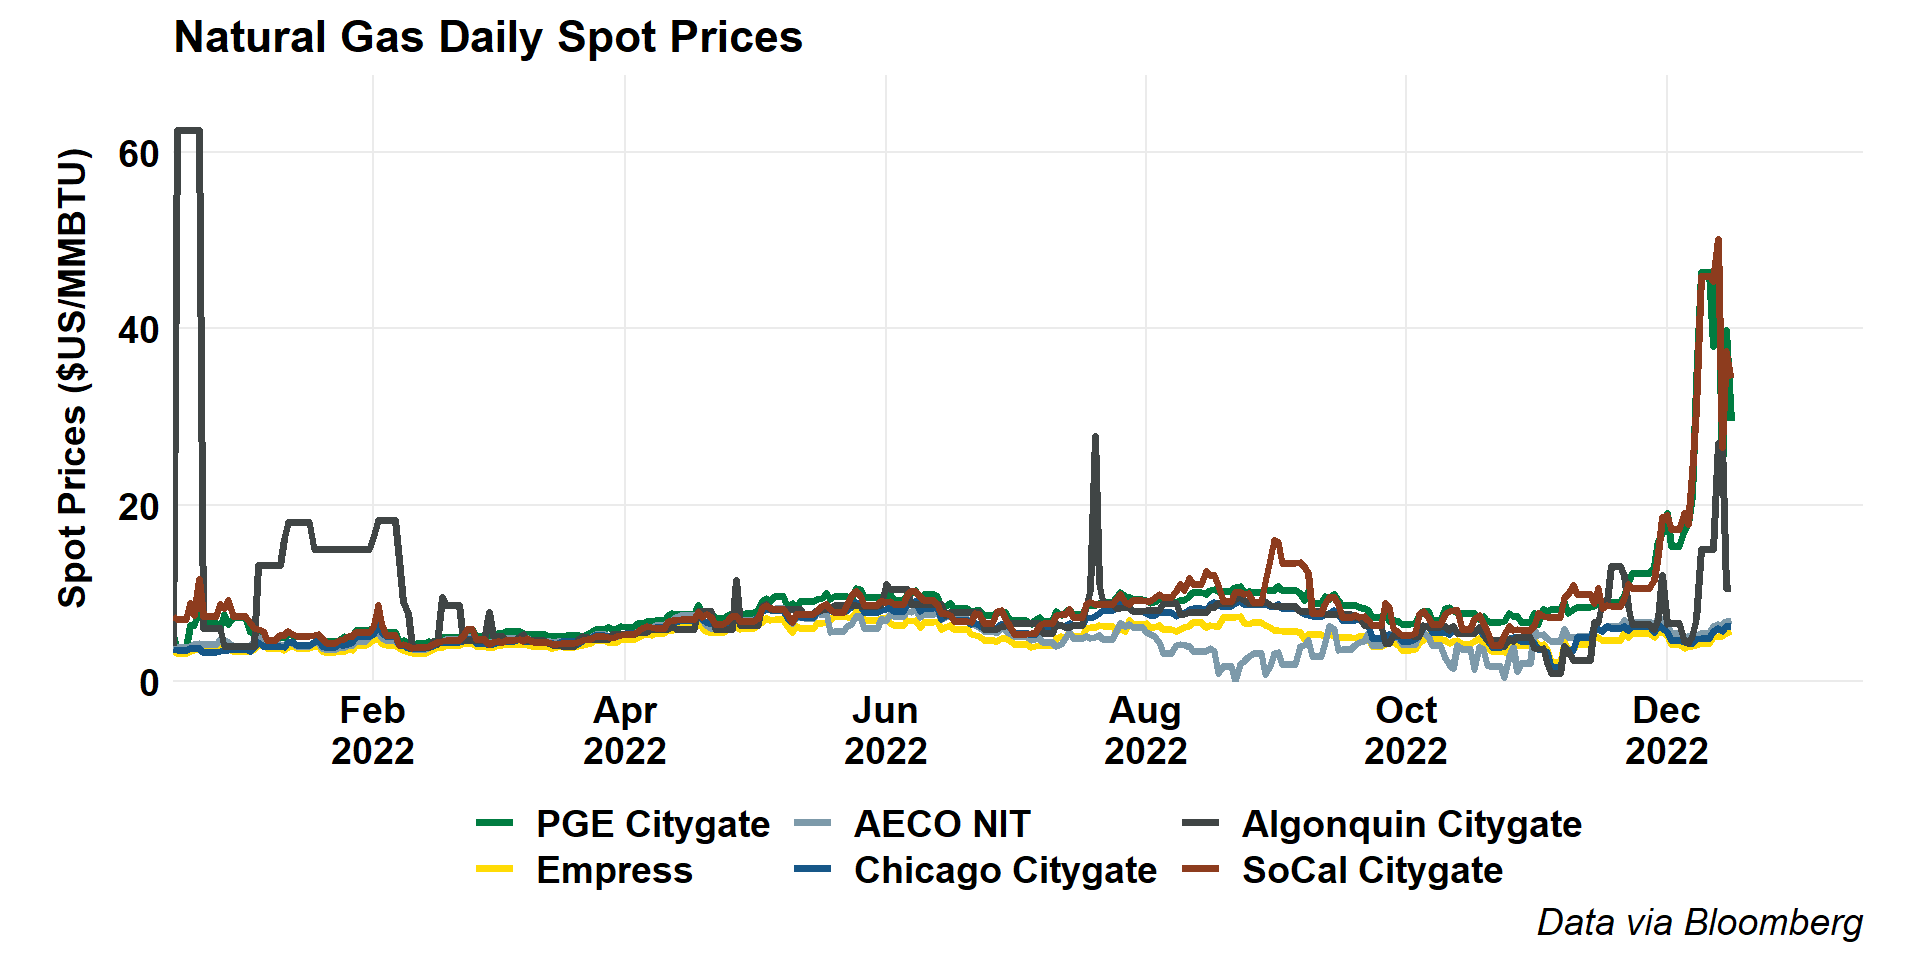 Natural Gas Daily Spot Prices
Spot Prices ($US/MMBTU)
60
40
20
0
Feb 2022
Apr 2022
Jun 2022
Aug 2022
Oct 2022
Dec 2022
PGE Citygate
AECO NIT
Algonquin Citygate
Empress
Chicago Citygate
SoCal Citygate
Data via Bloomberg